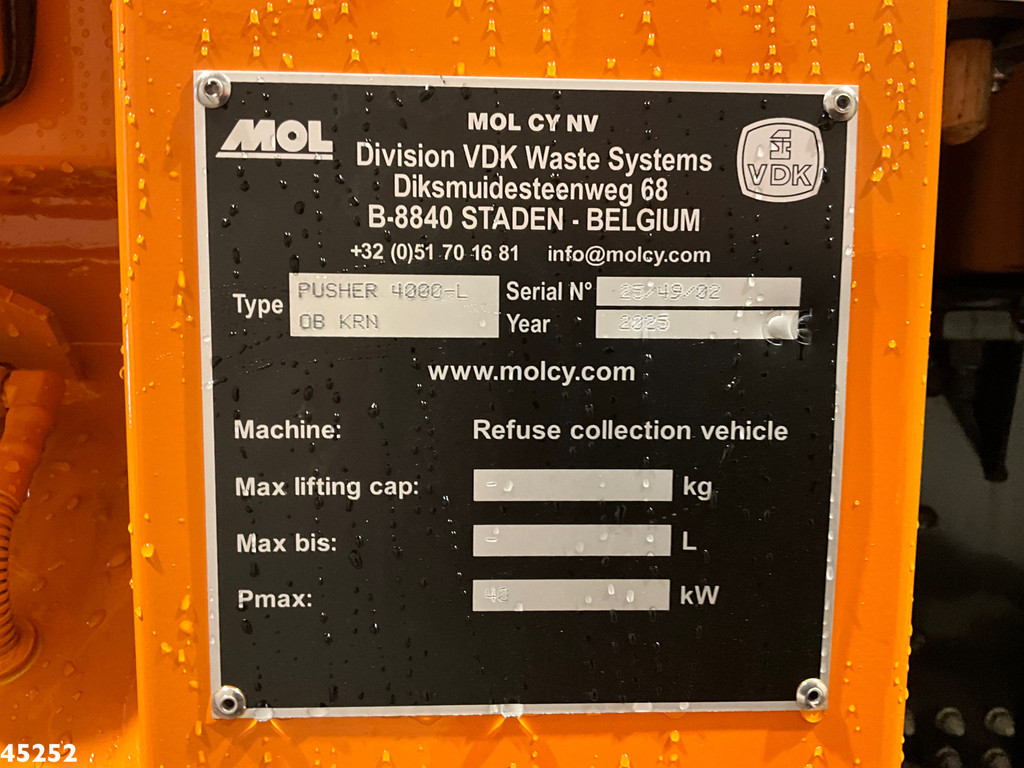 MOL
MOL CY NV
Division VDK Waste Systems
Diksmuidesteenweg 68
B-8840 STADEN - BELGIUM
VDK
+32 (0)51 70 16 81 info@molcy.com
Type PUSHER 4000-L
OB KRN
Serial N° 25/49/02
Year 2025
www.molcy.com
Machine: Refuse collection vehicle
Max lifting cap: - kg
Max bis: - L
Pmax: kW
45252